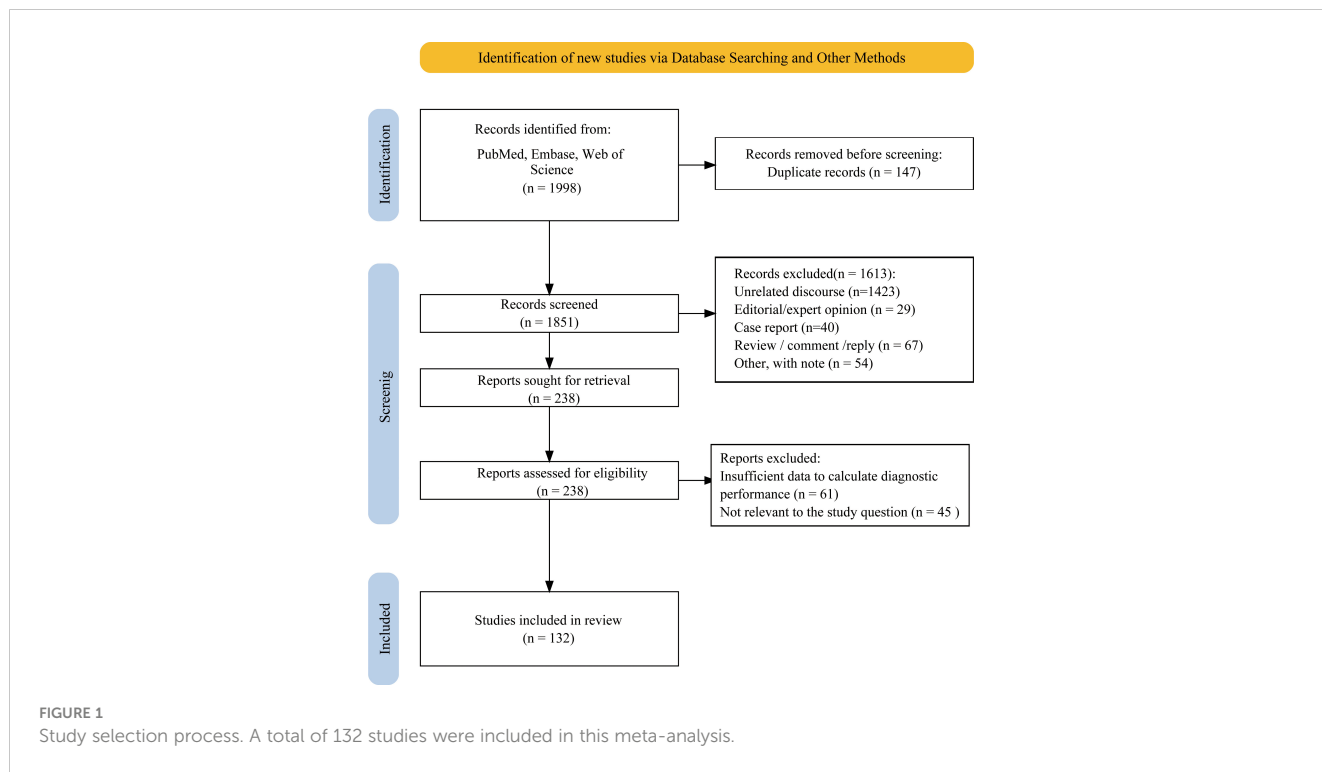 Identification of new studies via Database Searching and Other Methods
Identification
Records identified from:
PubMed, Embase, Web of
Science
(n = 1998)
Records removed before screening:
Duplicate records (n = 147)
Screenig
Records screened
(n = 1851)
Records excluded(n = 1613):
Unrelated discourse (n=1423)
Editorial/expert opinion (n = 29)
Case report (n=40)
Review / comment /reply (n = 67)
Other, with note (n = 54)
Reports sought for retrieval
(n = 238)
Reports assessed for eligibility
(n = 238)
Reports excluded:
Insufficient data to calculate diagnostic
performance (n = 61)
Not relevant to the study question (n = 45 )
Included
Studies included in review
(n = 132)
FIGURE 1
Study selection process. A total of 132 studies were included in this meta-analysis.